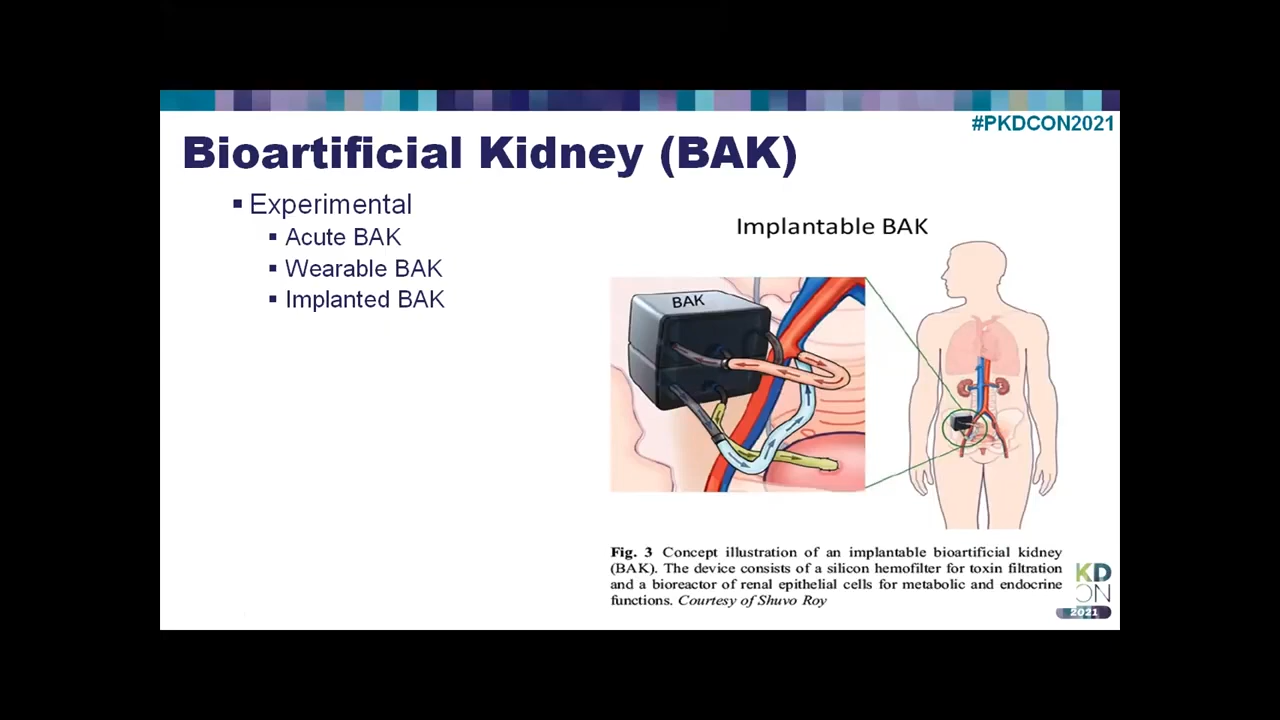 #PKDCON2021
Bioartificial Kidney (BAK)
▪ Experimental
▪ Acute BAK
▪ Wearable BAK
▪ Implanted BAK
Implantable BAK
BAK
Fig. 3 Concept illustration of an implantable bioartificial kidney
(BAK). The device consists of a silicon hemofilter for toxin filtration
and a bioreactor of renal epithelial cells for metabolic and endocrine
functions. Courtesy of Shuvo Roy
KD
CN
2021